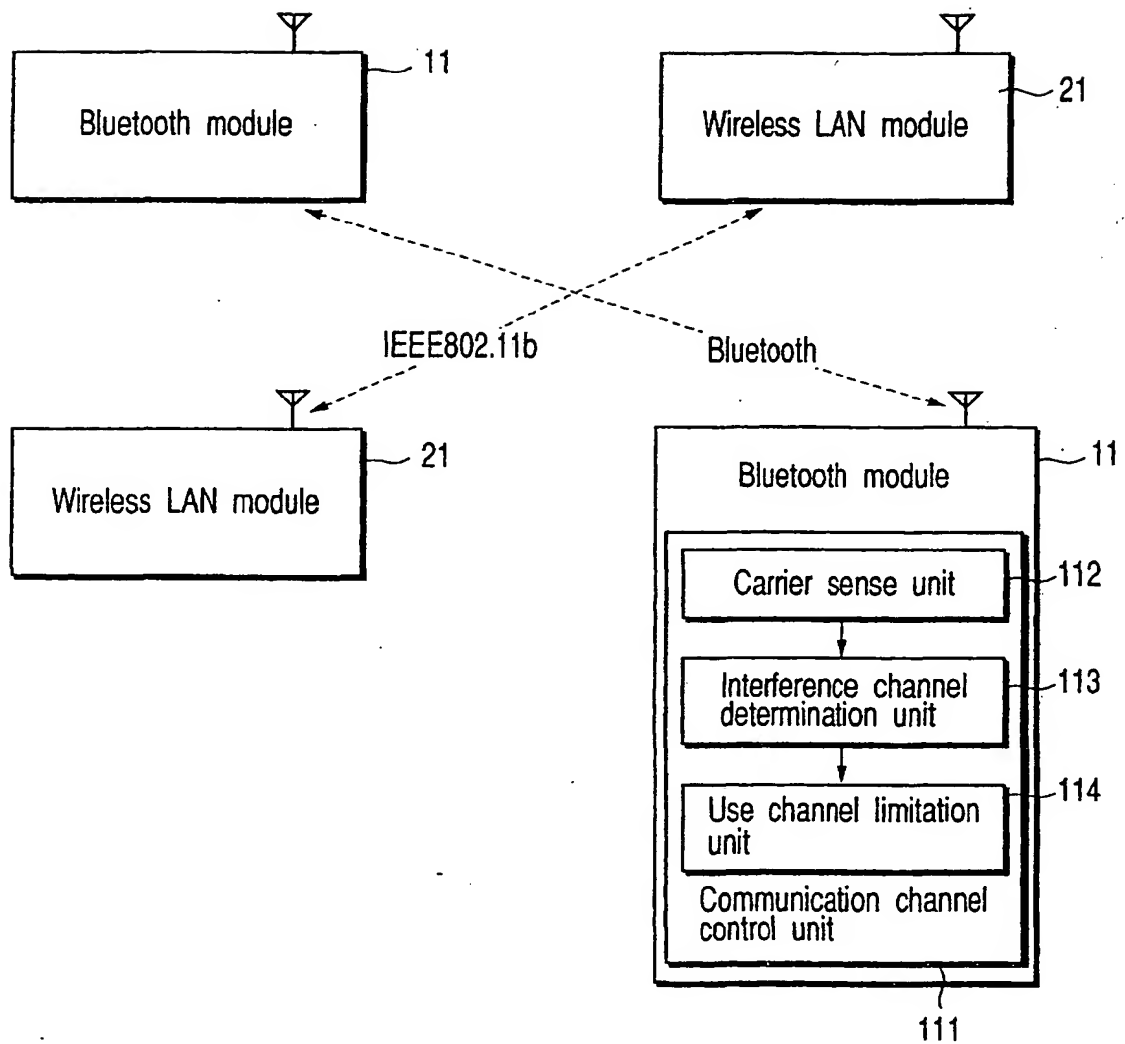 11
Bluetooth module
21
Wireless LAN module
IEEE802.11b
Bluetooth
21
Wireless LAN module
11
Bluetooth module
112
Carrier sense unit
113
Interference channel
determination unit
114
Use channel limitation
unit
Communication channel
control unit
111